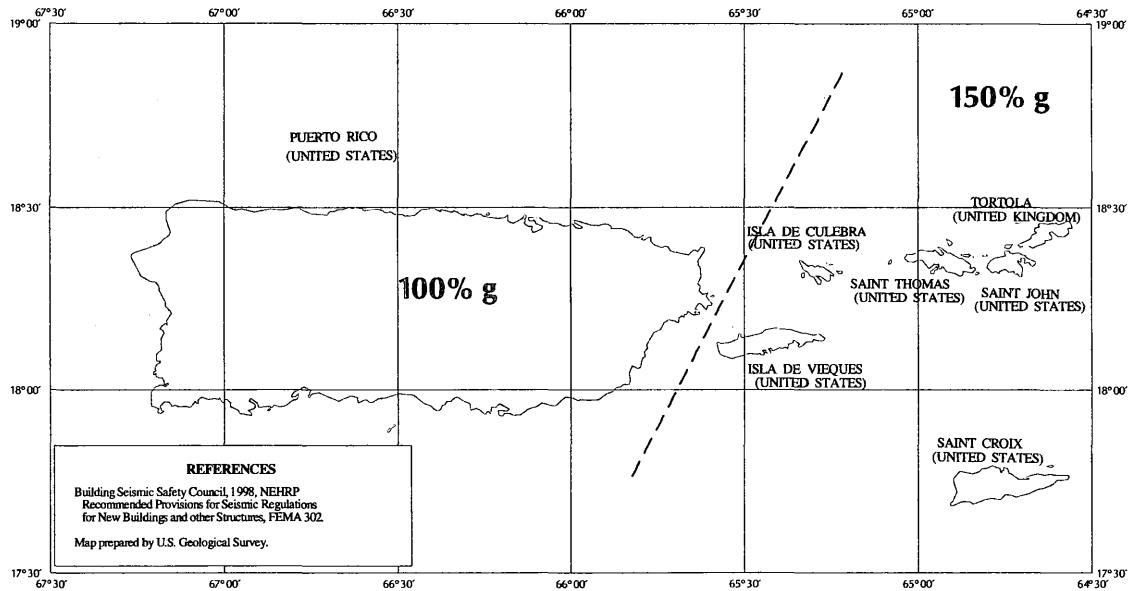 67°30' 67°00' 66°30' 66°00' 65°30' 65°00' 64°30'
19°00' 19°00'
150% g
PUERTO RICO
(UNITED STATES)
18°30' 18°30'
TORTOLA
(UNITED KINGDOM)
ISLA DE CULEBRA
(UNITED STATES)
100% g
SAINT THOMAS
(UNITED STATES)
SAINT JOHN
(UNITED STATES)
ISLA DE VIEQUES
(UNITED STATES)
18°00' 18°00'
SAINT CROIX
(UNITED STATES)
REFERENCES
Building Seismic Safety Council, 1998, NEHRP
Recommended Provisions for Seismic Regulations
for New Buildings and other Structures, FEMA 302.
Map prepared by U.S. Geological Survey.
17°30' 17°30'
67°30' 67°00' 66°30' 66°00' 65°30' 65°00' 64°30'